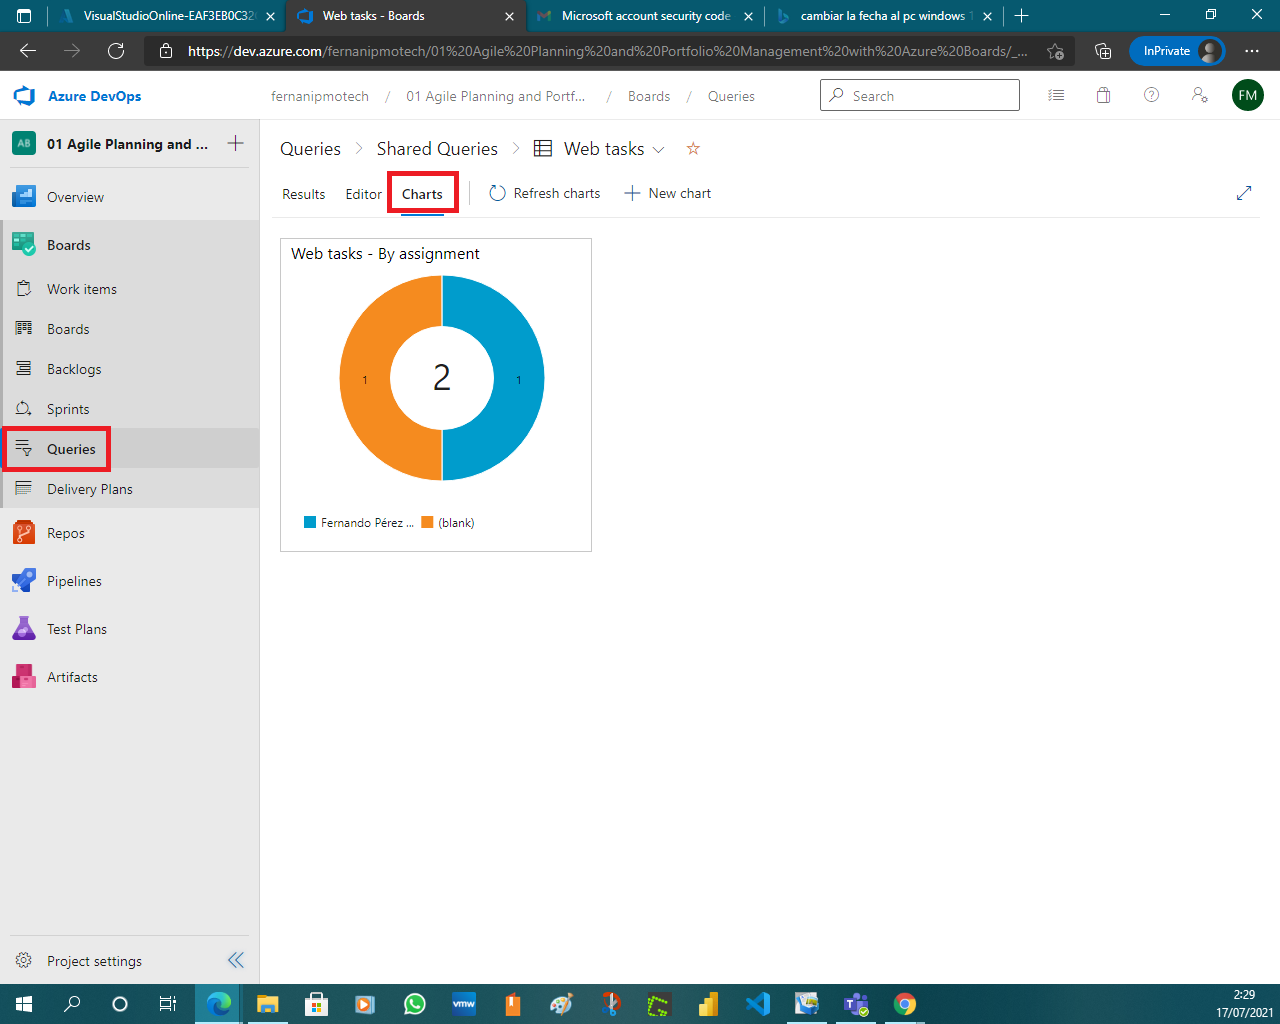 VisualStudioOnline-EAF3EB0C32
Web tasks - Boards
Microsoft account security code
cambiar la fecha al pc windows 1
https://dev.azure.com/fernanipmotech/01%20Agile%20Planning%20and%20Portfolio%20Management%20with%20Azure%20Boards/_...
InPrivate
Azure DevOps
fernanipmotech / 01 Agile Planning and Portf... / Boards / Queries
Search
FM
AB
01 Agile Planning and ...
Overview
Boards
Work items
Boards
Backlogs
Sprints
Queries
Delivery Plans
Repos
Pipelines
Test Plans
Artifacts
Project settings
Queries > Shared Queries > Web tasks
Results
Editor
Charts
Refresh charts
New chart
Web tasks - By assignment
1
2
1
Fernando Pérez ...
(blank)
vmw
2:29
17/07/2021